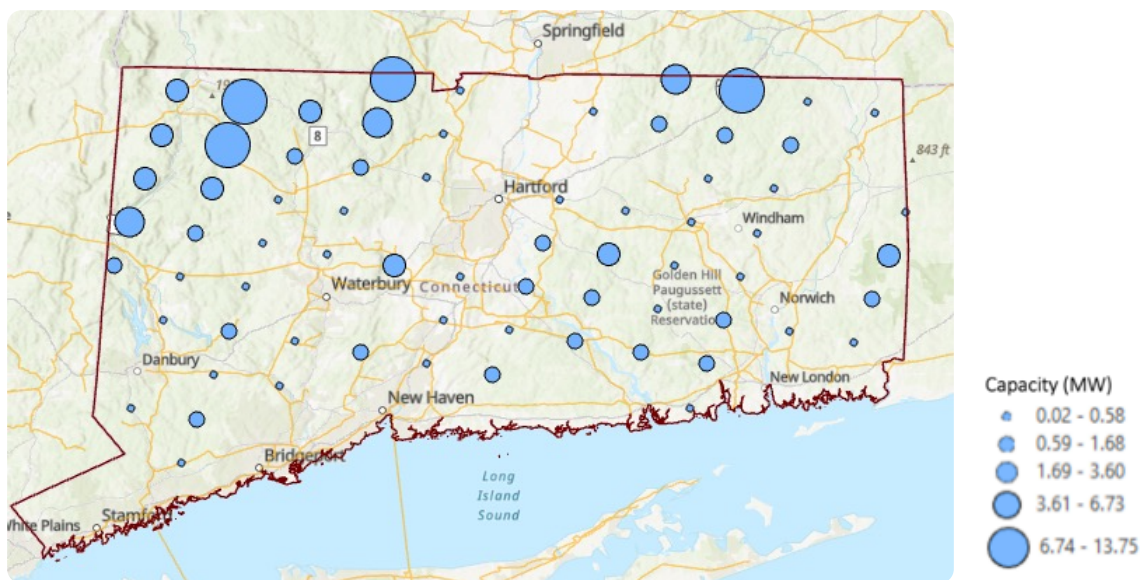 Springfield
8
843 ft
Hartford
Windham
Waterbury
Connecticut
Golden Hill
Paugussett
(state)
Reservation
Norwich
Danbury
New London
New Haven
Bridgeport
Long
Island
Sound
White Plains
Stamford
Capacity (MW)
0.02 - 0.58
0.59 - 1.68
1.69 - 3.60
3.61 - 6.73
6.74 - 13.75